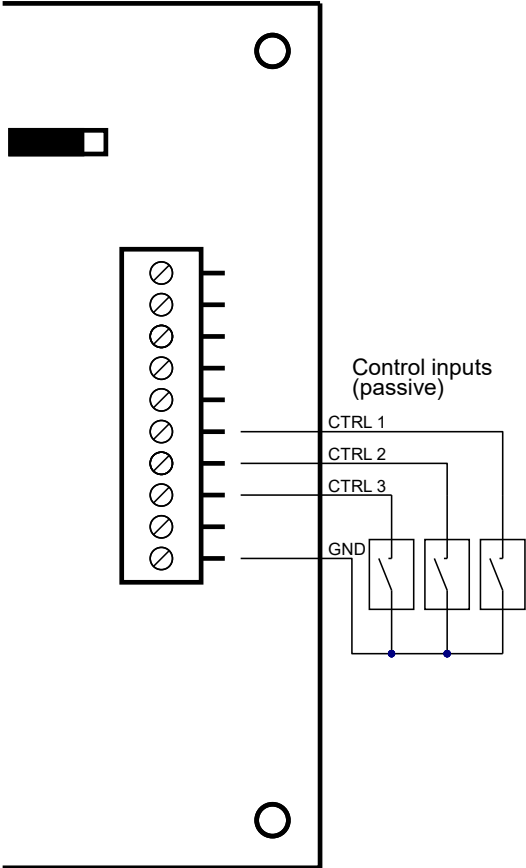 Control inputs
(passive)
CTRL 1
CTRL 2
CTRL 3
GND